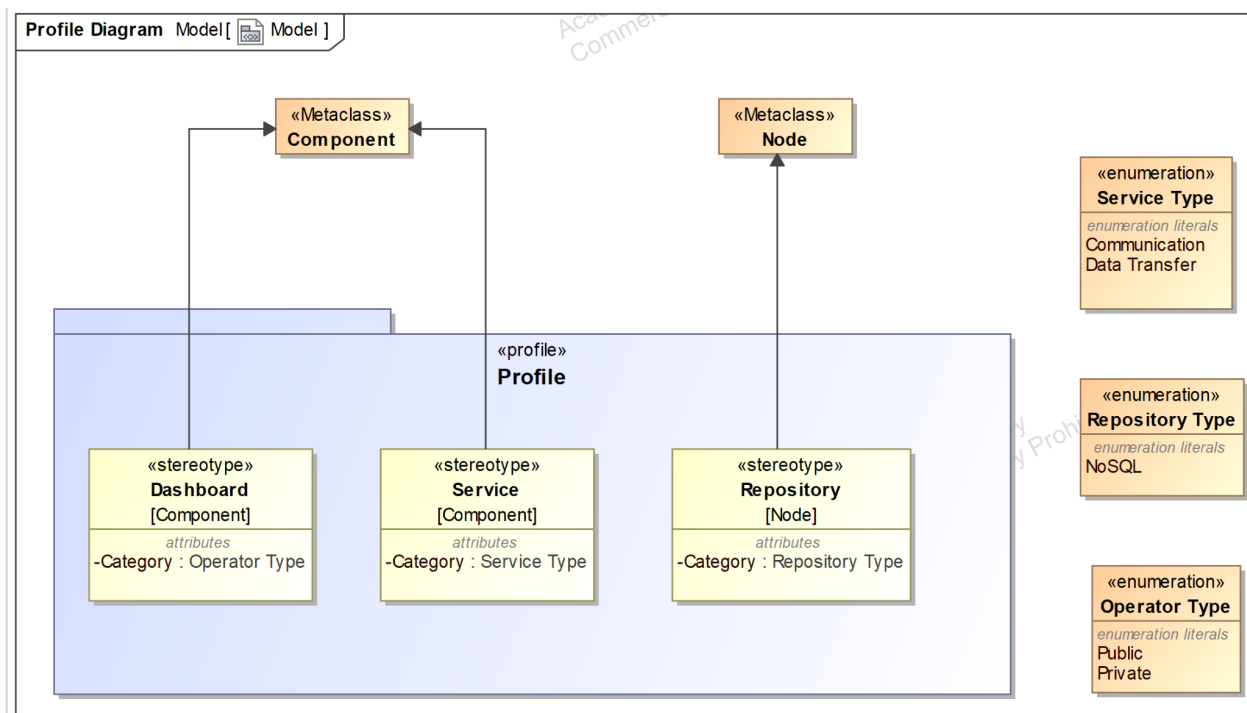 Profile Diagram Model[ Model ]
«Metaclass»
Component
«Metaclass»
Node
«enumeration»
Service Type
enumeration literals
Communication
Data Transfer
«profile»
Profile
«enumeration»
Repository Type
enumeration literals
NoSQL
«stereotype»
Dashboard
[Component]
attributes
-Category : Operator Type
«stereotype»
Service
[Component]
attributes
-Category : Service Type
«stereotype»
Repository
[Node]
attributes
-Category : Repository Type
«enumeration»
Operator Type
enumeration literals
Public
Private